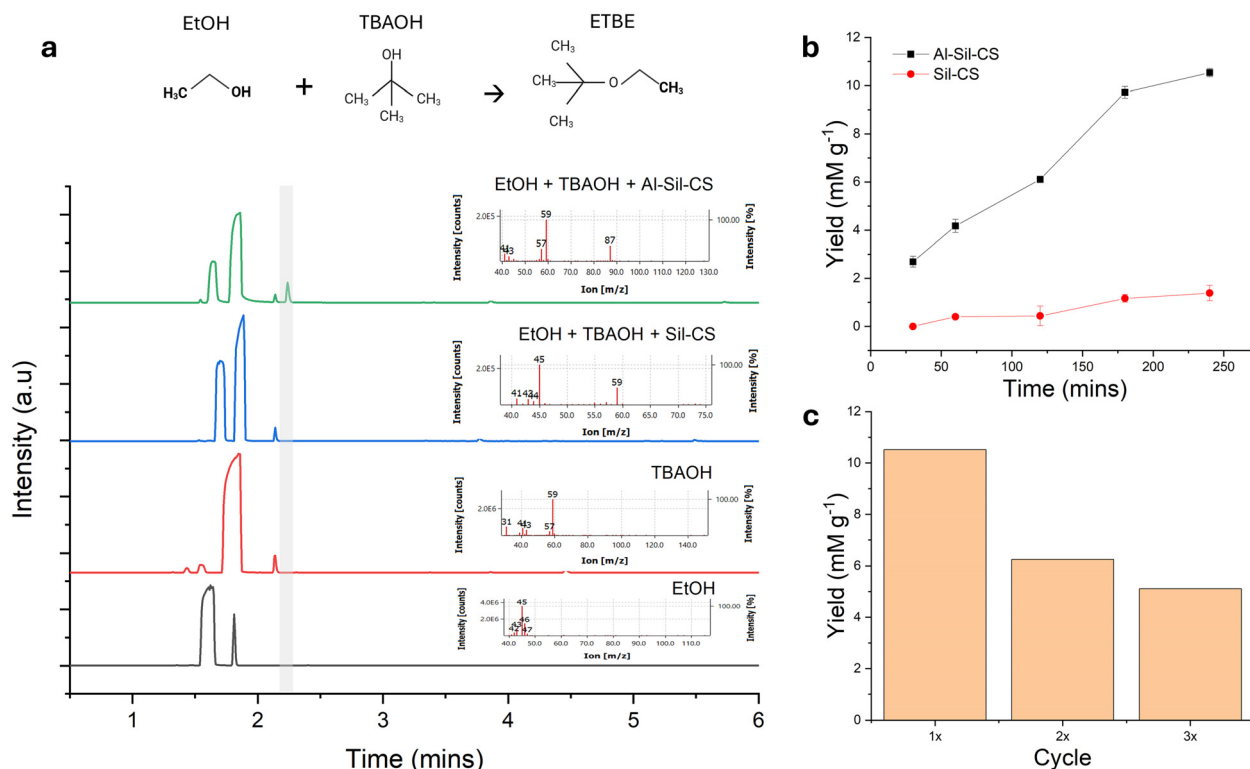 a
EtOH
TBAOH
ETBE
H₃C
OH
+
OH
CH₃
CH₃
CH₃
→
CH₃
CH₃
CH₃
O
CH₃
EtOH + TBAOH + Al-Sil-CS
Intensity [counts]
2.0E5
41
43
57
59
87
100.00
Intensity [%]
40.0 50.0 60.0 70.0 80.0 90.0 100.0 110.0 120.0 130.0
Ion [m/z]
EtOH + TBAOH + Sil-CS
Intensity [counts]
2.0E5
41
43
44
45
59
100.00
Intensity [%]
40.0 45.0 50.0 55.0 60.0 65.0 70.0 75.0
Ion [m/z]
TBAOH
Intensity [counts]
2.0E6
31
41
43
57
59
100.00
Intensity [%]
40.0 60.0 80.0 100.0 120.0 140.0
Ion [m/z]
EtOH
Intensity [counts]
4.0E6
2.0E6
42
43
45
46
47
100.00
Intensity [%]
40.0 50.0 60.0 70.0 80.0 90.0 100.0 110.0
Ion [m/z]
Intensity (a.u)
1 2 3 4 5 6
Time (mins)
b
Al-Sil-CS
Sil-CS
Yield (mM g⁻¹)
12
10
8
6
4
2
0
0 50 100 150 200 250
Time (mins)
c
Yield (mM g⁻¹)
12
10
8
6
4
2
0
1x 2x 3x
Cycle